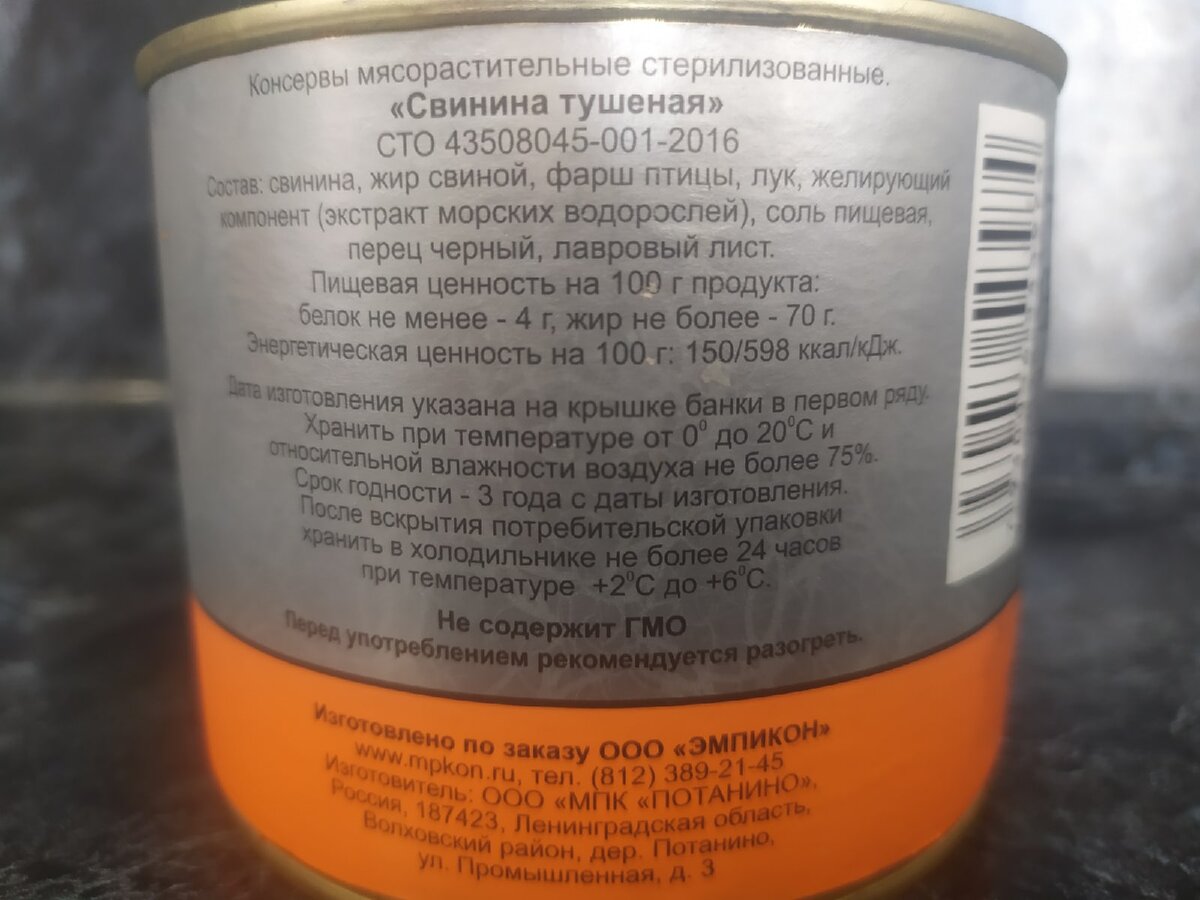 Консервы мясорастительные стерилизованные.
«Свинина тушеная»
СТО 43508045-001-2016
Состав: свинина, жир свиной, фарш птицы, лук, желирующий
компонент (экстракт морских водорослей), соль пищевая,
перец черный, лавровый лист.
Пищевая ценность на 100 г продукта:
белок не менее - 4 г, жир не более - 70 г.
Энергетическая ценность на 100 г: 150/598 ккал/кДж.
Дата изготовления указана на крышке банки в первом ряду.
Хранить при температуре от 0⁰ до 20⁰С и
относительной влажности воздуха не более 75%.
Срок годности - 3 года с даты изготовления.
После вскрытия потребительской упаковки
хранить в холодильнике не более 24 часов
при температуре +2⁰С до +6⁰С.
Не содержит ГМО
Перед употреблением рекомендуется разогреть.
Изготовлено по заказу ООО «ЭМПИКОН»
www.mpkon.ru, тел. (812) 389-21-45
Изготовитель: ООО «МПК «ПОТАНИНО»,
Россия, 187423, Ленинградская область,
Волховский район, дер. Потанино,
ул. Промышленная, д. 3